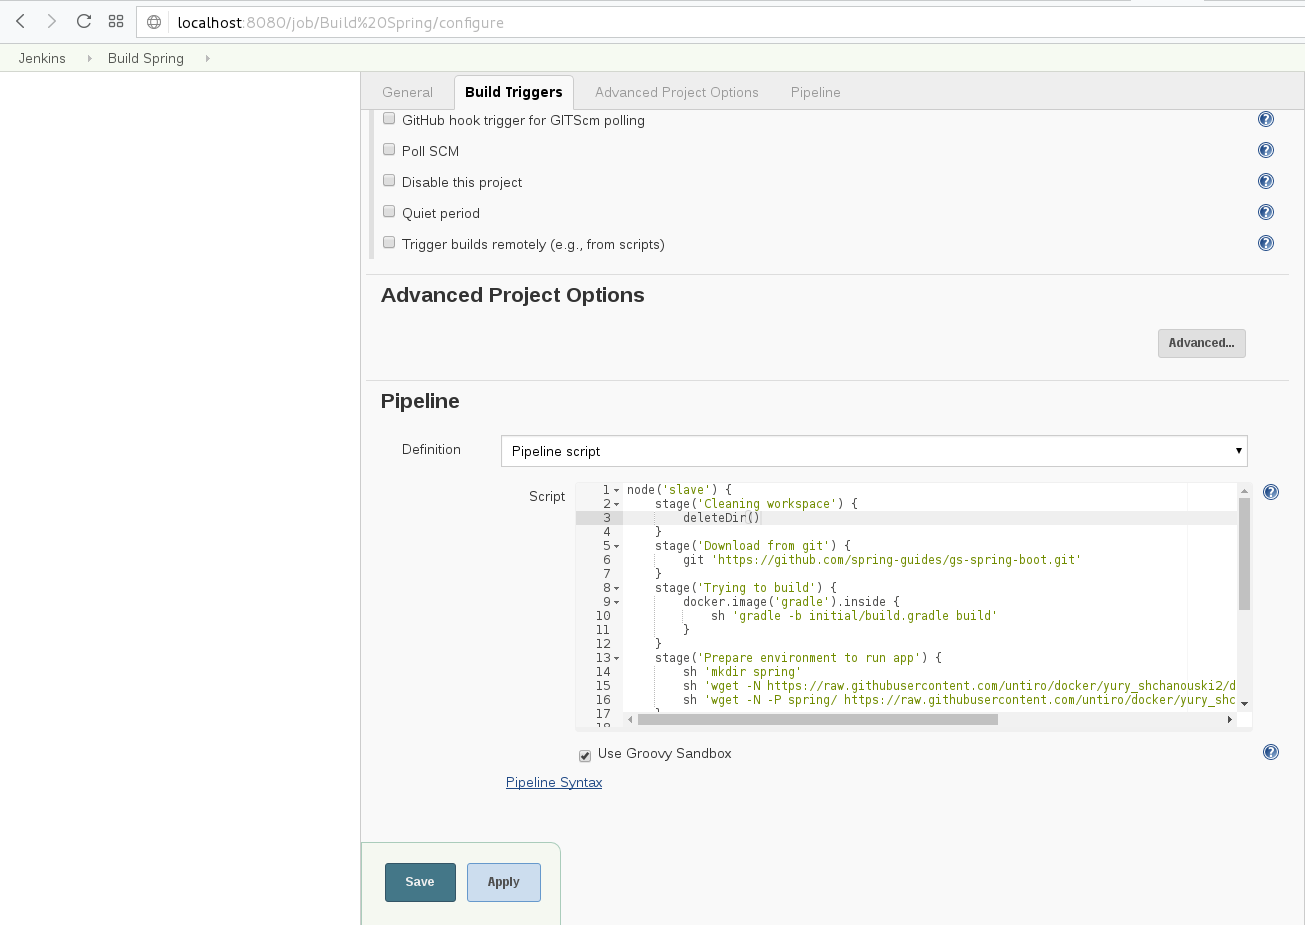 localhost:8080/job/Build%20Spring/configure
Jenkins Build Spring
General Build Triggers Advanced Project Options Pipeline
GitHub hook trigger for GITScm polling
Poll SCM
Disable this project
Quiet period
Trigger builds remotely (e.g., from scripts)
Advanced Project Options
Advanced...
Pipeline
Definition Pipeline script
Script
1 node('slave') {
2 stage('Cleaning workspace') {
3 deleteDir()
4 }
5 stage('Download from git') {
6 git 'https://github.com/spring-guides/gs-spring-boot.git'
7 }
8 stage('Trying to build') {
9 docker.image('gradle').inside {
10 sh 'gradle -b initial/build.gradle build'
11 }
12 }
13 stage('Prepare environment to run app') {
14 sh 'mkdir spring'
15 sh 'wget -N https://raw.githubusercontent.com/untiro/docker/yury_shchanouski2/d
16 sh 'wget -N -P spring/ https://raw.githubusercontent.com/untiro/docker/yury_shc
17 }
18
Use Groovy Sandbox
Pipeline Syntax
Save Apply